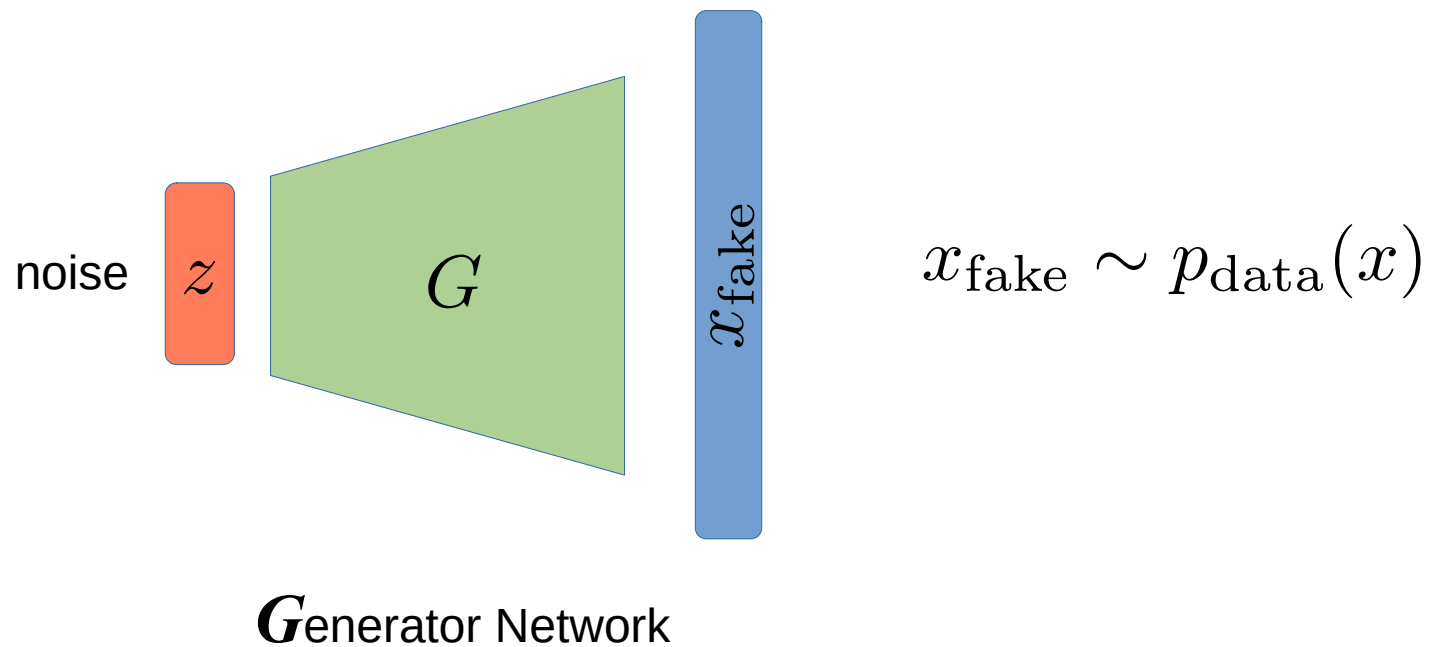 noise
z
G
x_fake
x_fake ∼ p_data(x)
Generator Network